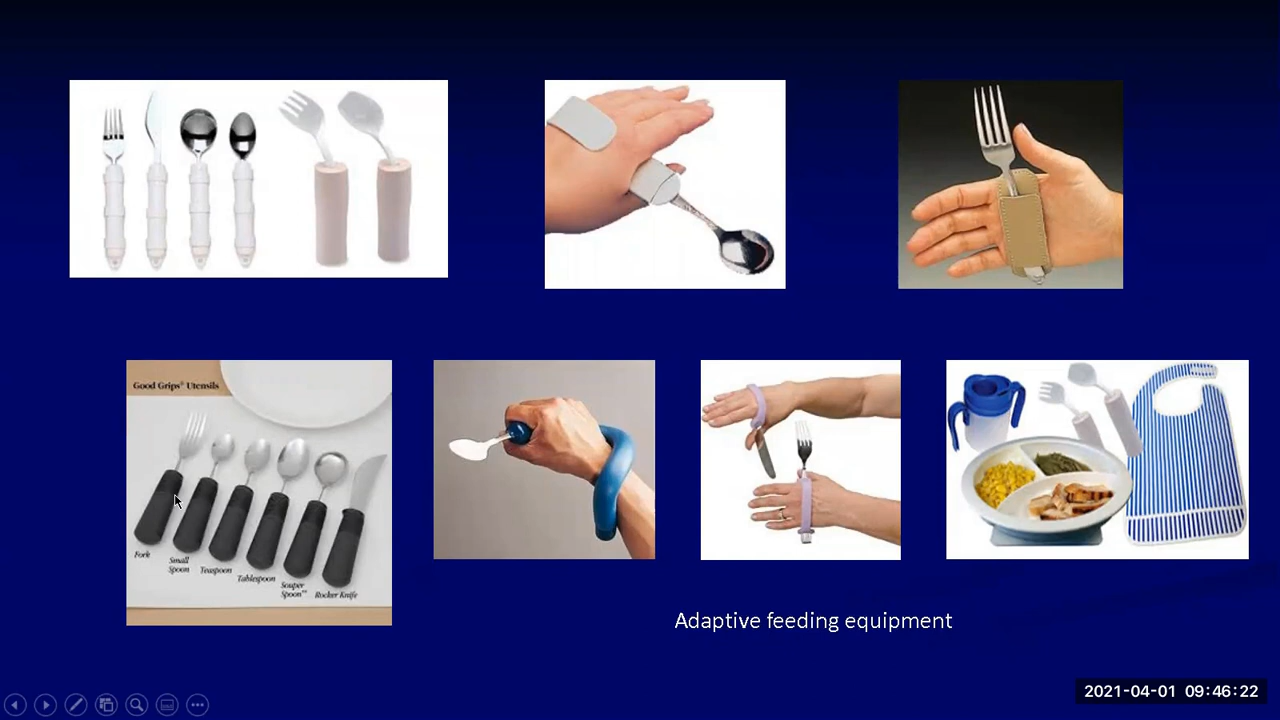 Good Grips® Utensils
Fork
Small
Spoon
Teaspoon
Tablespoon
Souper
Spoon™
Rocker Knife
Adaptive feeding equipment
2021-04-01 09:46:22